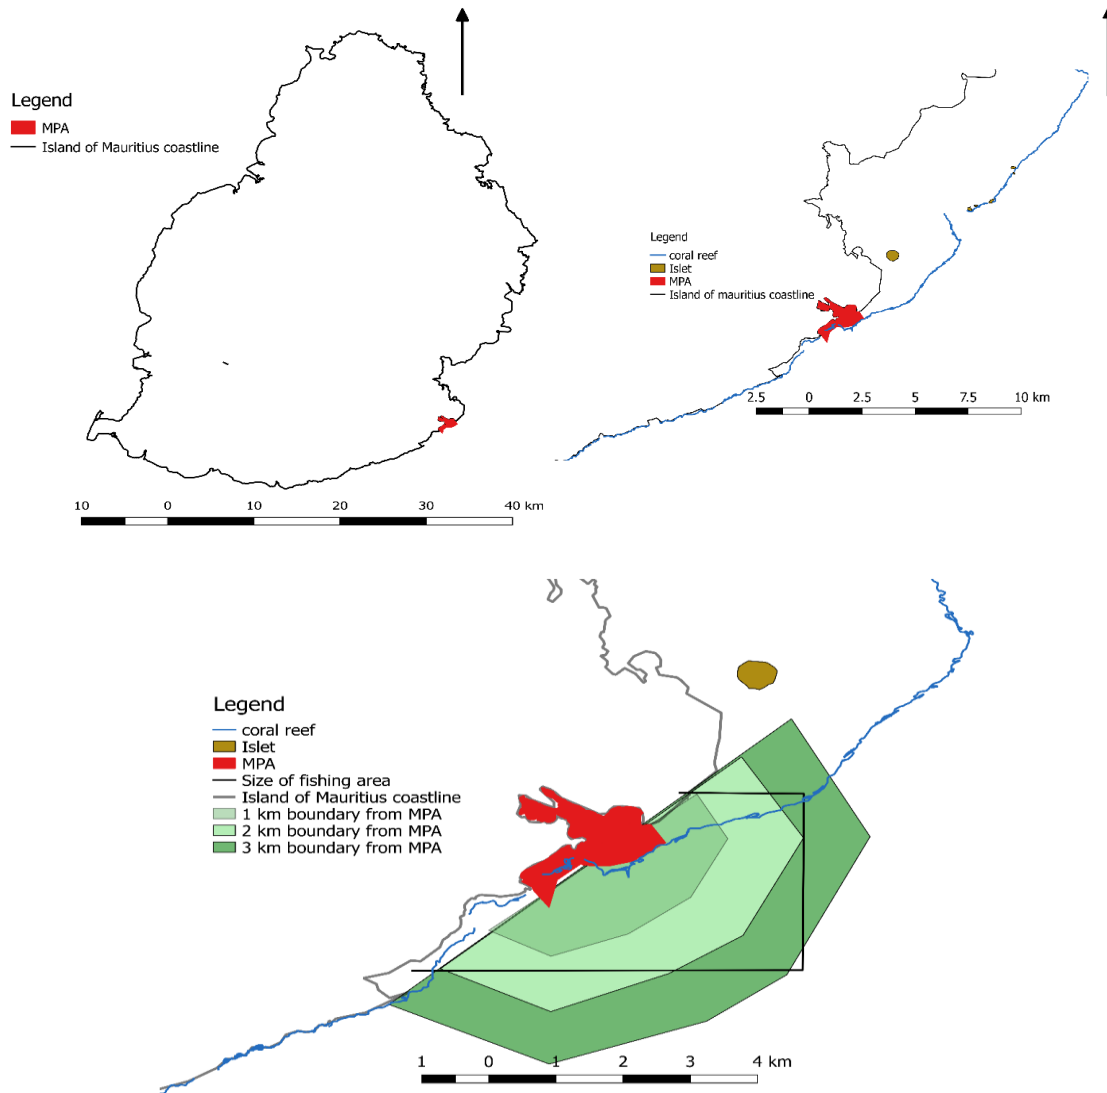 Legend
MPA
Island of Mauritius coastline
10 0 10 20 30 40 km
Legend
coral reef
Islet
MPA
Island of mauritius coastline
2.5 0 2.5 5 7.5 10 km
Legend
coral reef
Islet
MPA
Size of fishing area
Island of Mauritius coastline
1 km boundary from MPA
2 km boundary from MPA
3 km boundary from MPA
1 0 1 2 3 4 km